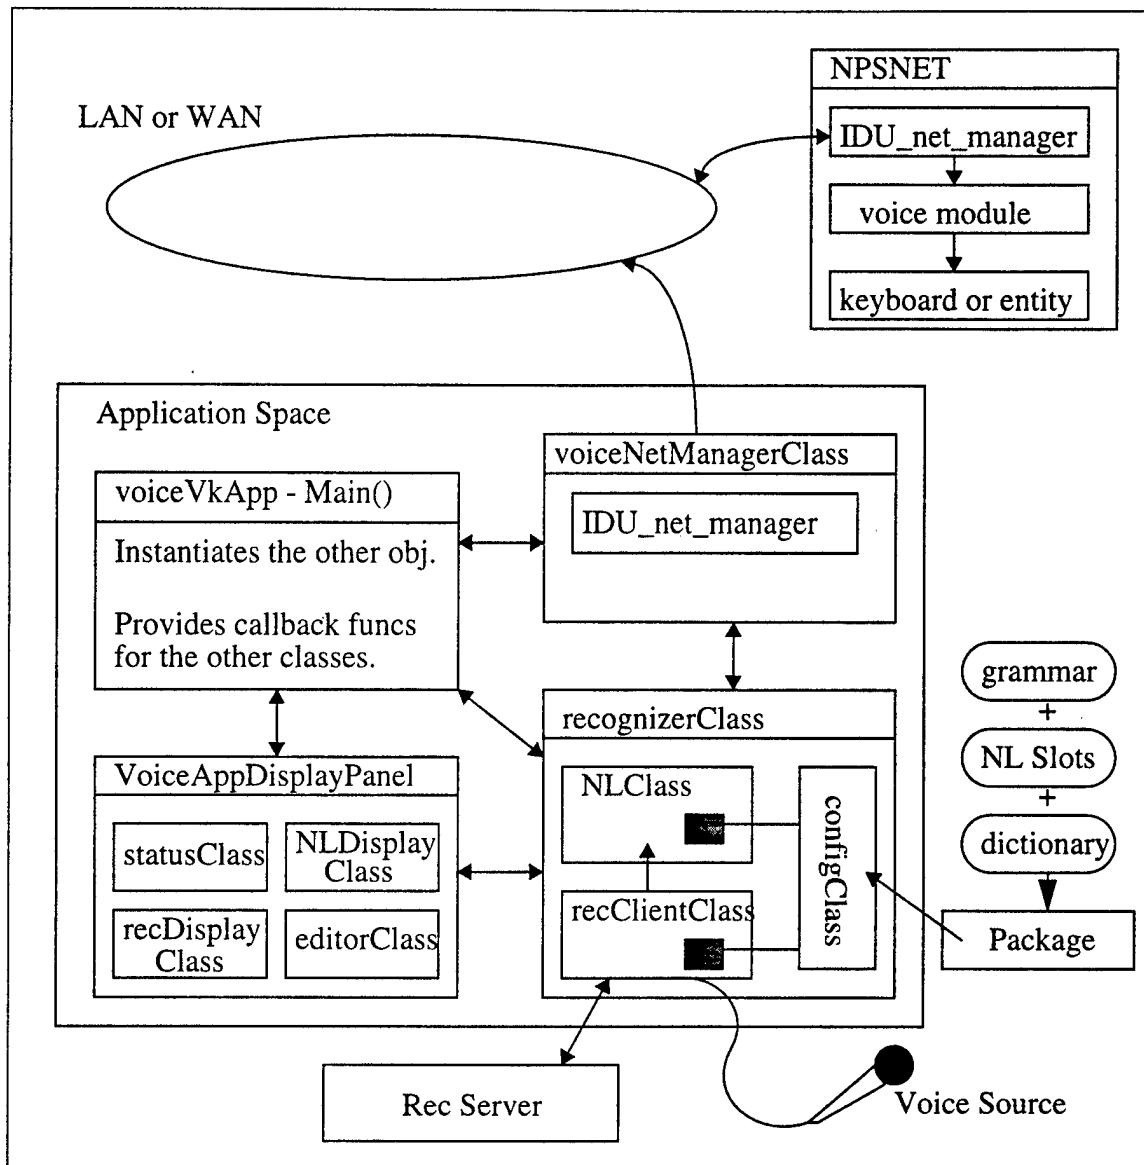 NPSNET
LAN or WAN
IDU_net_manager
voice module
keyboard or entity
Application Space
voiceNetManagerClass
voiceVkApp - Main()
IDU_net_manager
Instantiates the other obj.
Provides callback funcs
for the other classes.
grammar
+
recognizerClass
NL Slots
+
VoiceAppDisplayPanel
NLClass
configClass
statusClass
NLDisplay
Class
dictionary
recClientClass
recDisplay
Class
editorClass
Package
Rec Server
Voice Source